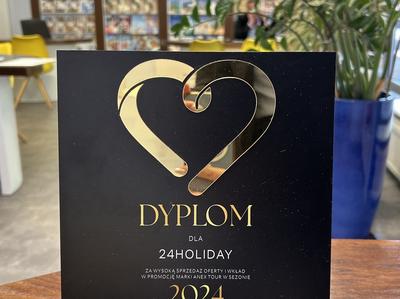 DYPLOM
DLA
24HOLIDAY
ZA WYSOKĄ SPRZEDAŻ OFERTY I WKŁAD
W PROMOCJĘ MARKI ANEX TOUR W SEZONIE
2024